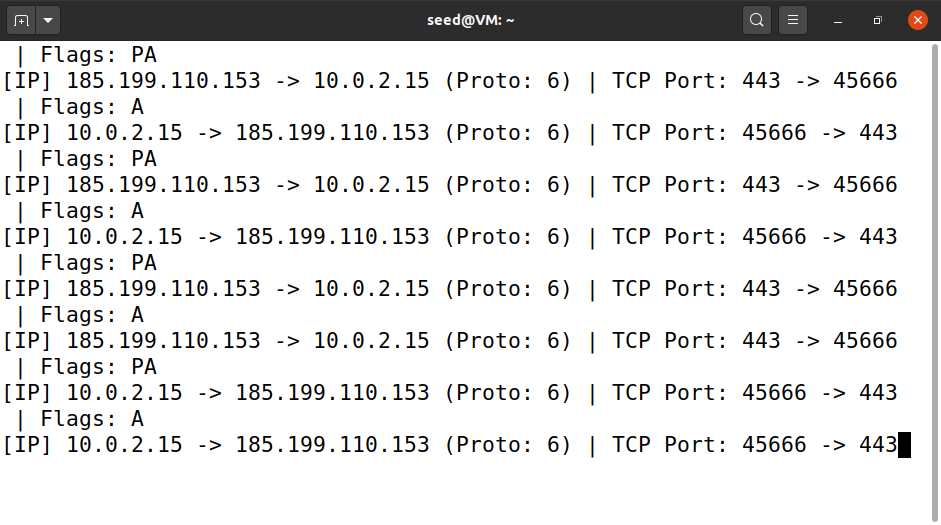 seed@VM: ~
| Flags: PA
[IP] 185.199.110.153 -> 10.0.2.15 (Proto: 6) | TCP Port: 443 -> 45666
| Flags: A
[IP] 10.0.2.15 -> 185.199.110.153 (Proto: 6) | TCP Port: 45666 -> 443
| Flags: PA
[IP] 185.199.110.153 -> 10.0.2.15 (Proto: 6) | TCP Port: 443 -> 45666
| Flags: A
[IP] 10.0.2.15 -> 185.199.110.153 (Proto: 6) | TCP Port: 45666 -> 443
| Flags: PA
[IP] 185.199.110.153 -> 10.0.2.15 (Proto: 6) | TCP Port: 443 -> 45666
| Flags: A
[IP] 185.199.110.153 -> 10.0.2.15 (Proto: 6) | TCP Port: 443 -> 45666
| Flags: PA
[IP] 10.0.2.15 -> 185.199.110.153 (Proto: 6) | TCP Port: 45666 -> 443
| Flags: A
[IP] 10.0.2.15 -> 185.199.110.153 (Proto: 6) | TCP Port: 45666 -> 443